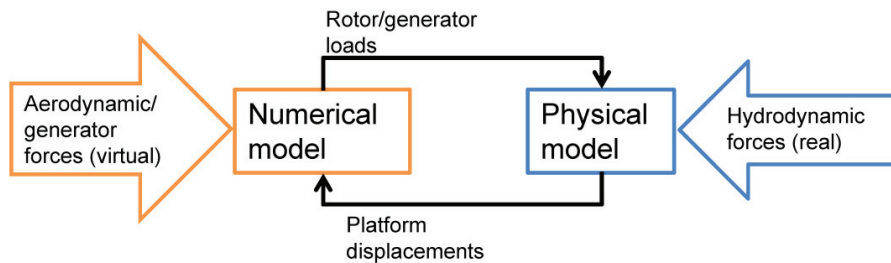 Rotor/generator
loads
Aerodynamic/
generator
forces (virtual)
Numerical
model
Physical
model
Hydrodynamic
forces (real)
Platform
displacements